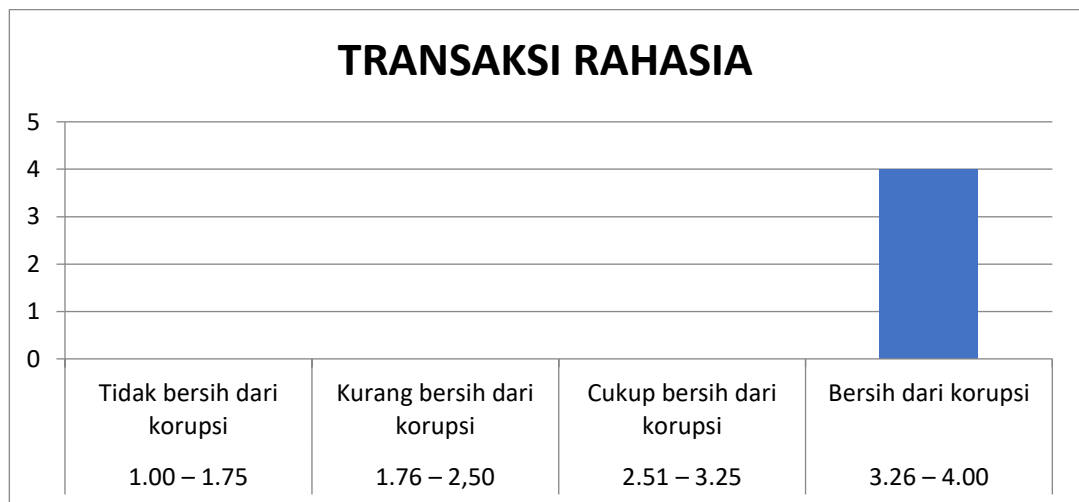 TRANSAKSI RAHASIA
5
4
3
2
1
0
Tidak bersih dari korupsi
Kurang bersih dari korupsi
Cukup bersih dari korupsi
Bersih dari korupsi
1.00 – 1.75
1.76 – 2,50
2.51 – 3.25
3.26 – 4.00